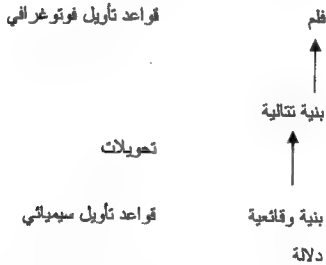 فلم
قواعد تأويل فوتوغرافي
بنية تتالية
تحويلات
بنية وقائعية
قواعد تأويل سيميائي
دلالة